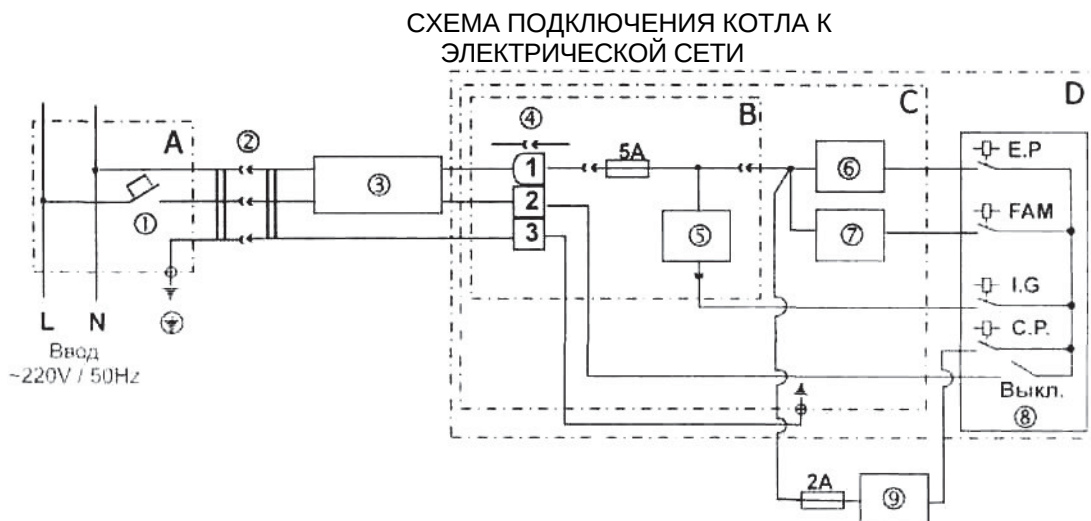 СХЕМА ПОДКЛЮЧЕНИЯ КОТЛА К
ЭЛЕКТРИЧЕСКОЙ СЕТИ
A
B
C
D
①
②
③
④
1
2
3
5A
⑤
⑥
⑦
E.P
FAM
I.G
C.P.
Выкл.
⑧
L N
Ввод
~220V / 50Hz
2A
⑨